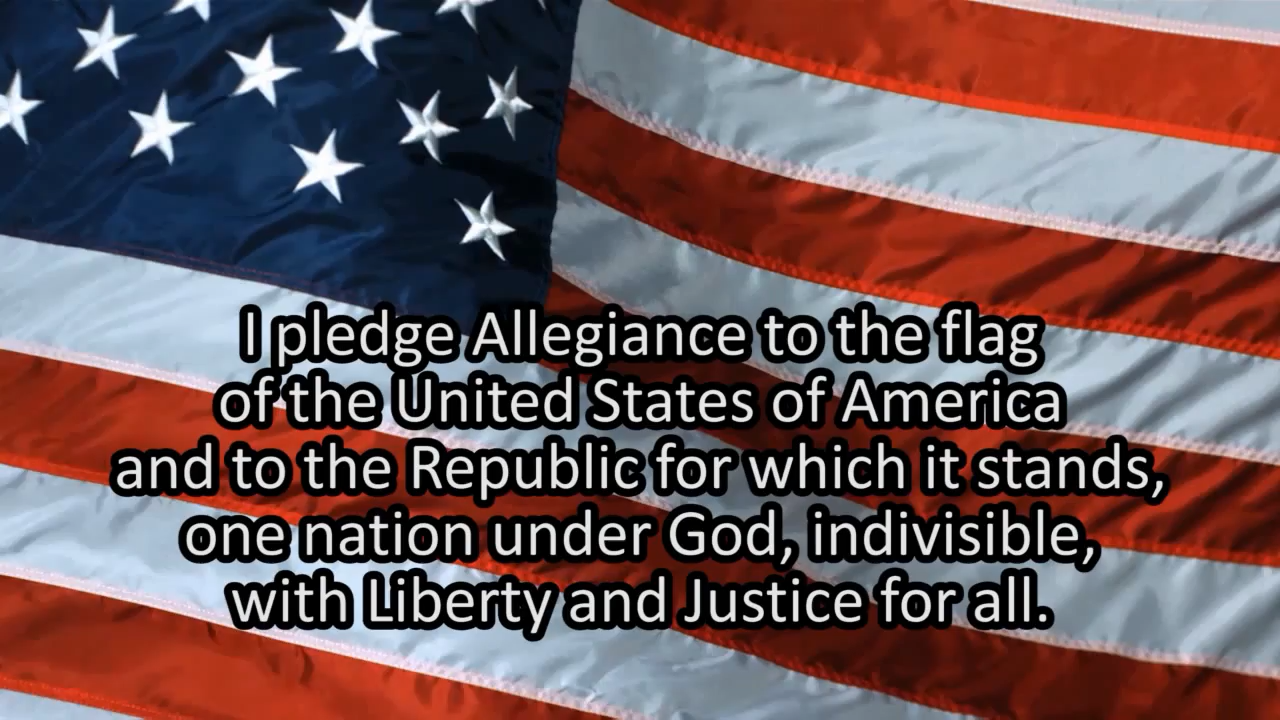 I pledge Allegiance to the flag
of the United States of America
and to the Republic for which it stands,
one nation under God, indivisible,
with Liberty and Justice for all.